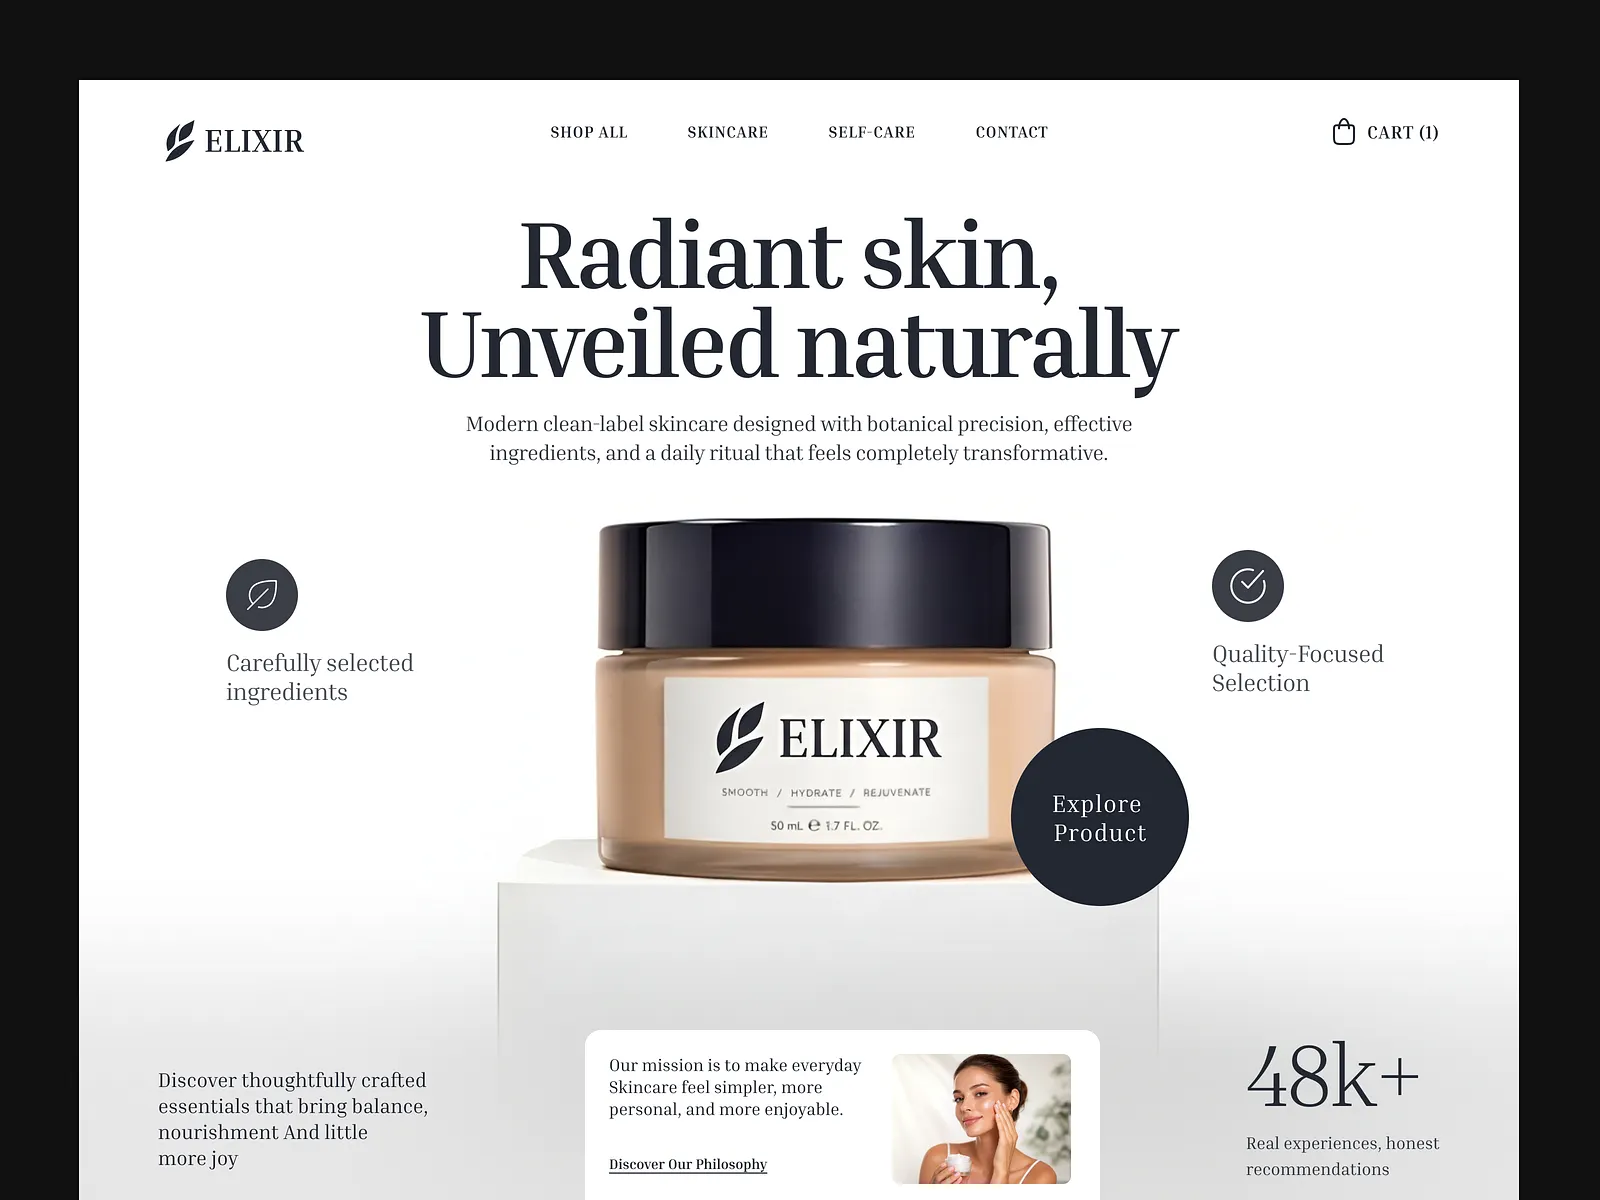 ELIXIR
SHOP ALL
SKINCARE
SELF-CARE
CONTACT
CART (1)
Radiant skin,
Unveiled naturally
Modern clean-label skincare designed with botanical precision, effective
ingredients, and a daily ritual that feels completely transformative.
Carefully selected
ingredients
Quality-Focused
Selection
ELIXIR
SMOOTH / HYDRATE / REJUVENATE
50 mL ℮ 1.7 FL. OZ.
Explore
Product
Discover thoughtfully crafted
essentials that bring balance,
nourishment And little
more joy
Our mission is to make everyday
Skincare feel simpler, more
personal, and more enjoyable.
Discover Our Philosophy
48k+
Real experiences, honest
recommendations